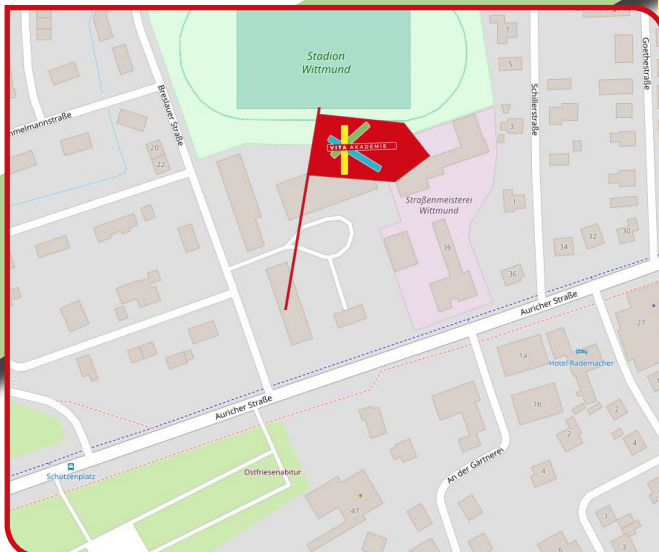 Stadion
Wittmund
7
5
3
1
Schillerstraße
Goethestraße
mmelmannstraße
Breslauer Straße
20
22
VITA AKADEMIE
Straßenmeisterei
Wittmund
36
34
32
30
36
Auricher Straße
27
1a
Hotel Rademacher
1b
2
2
4
4
An der Gärtnerei
Auricher Straße
Schützenplatz
Ostfriesenabitur
47
1
3
6